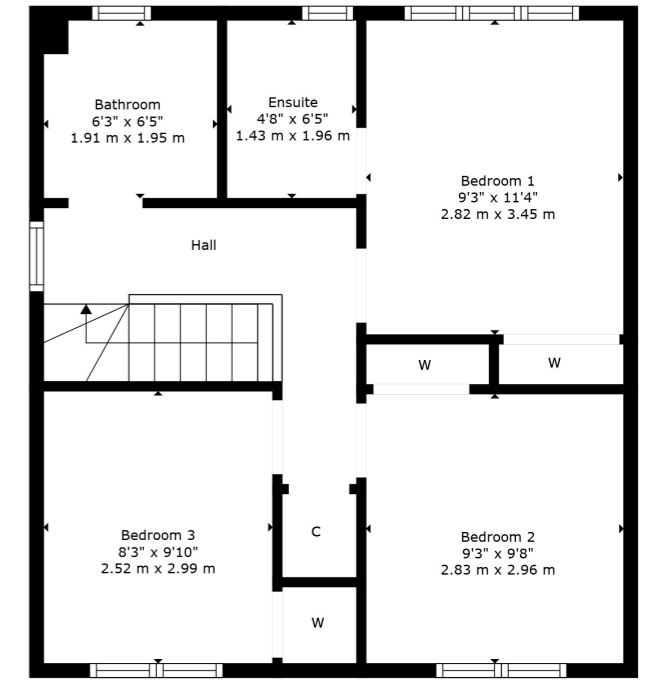 Bathroom
6'3" x 6'5"
1.91 m x 1.95 m
Ensuite
4'8" x 6'5"
1.43 m x 1.96 m
Bedroom 1
9'3" x 11'4"
2.82 m x 3.45 m
Hall
W
W
Bedroom 3
8'3" x 9'10"
2.52 m x 2.99 m
C
Bedroom 2
9'3" x 9'8"
2.83 m x 2.96 m
W